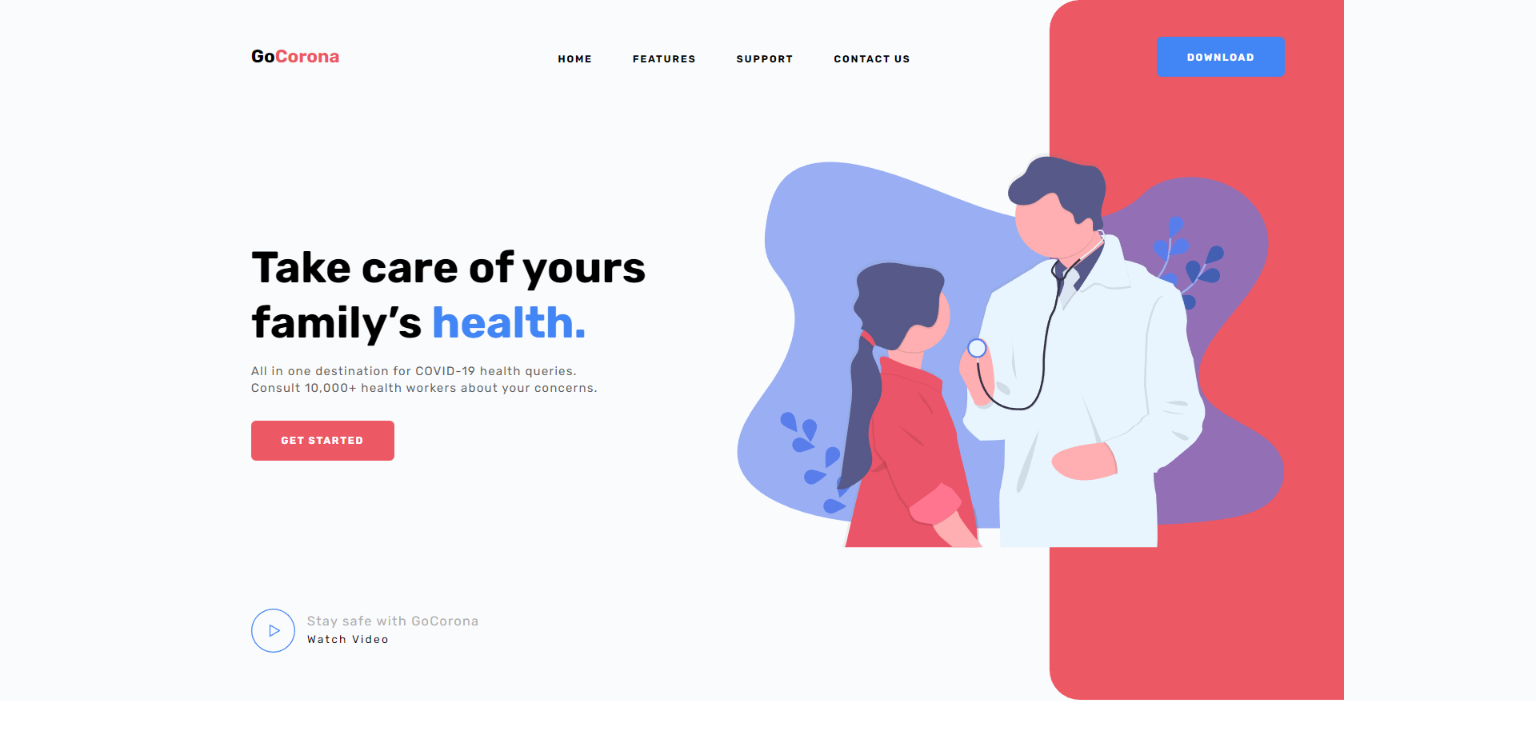 GoCorona
HOME FEATURES SUPPORT CONTACT US
DOWNLOAD
Take care of yours
family’s health.
All in one destination for COVID-19 health queries.
Consult 10,000+ health workers about your concerns.
GET STARTED
Stay safe with GoCorona
Watch Video